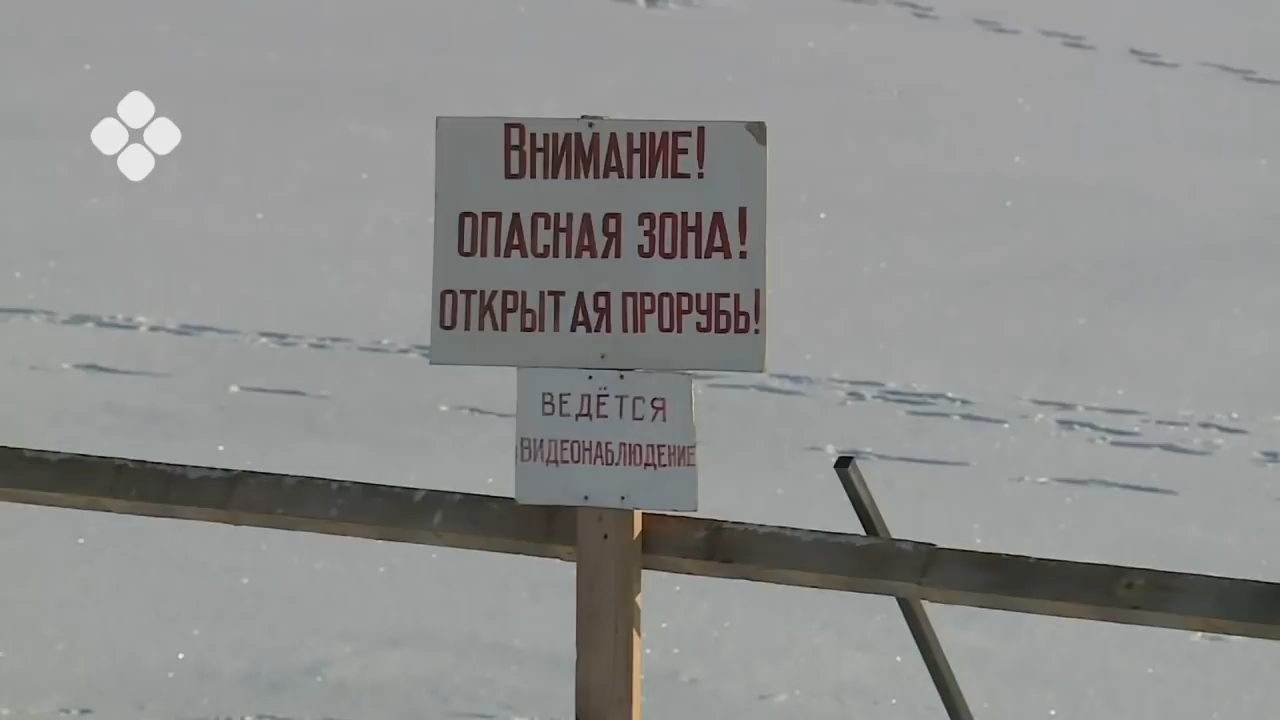 ВНИМАНИЕ!
ОПАСНАЯ ЗОНА!
ОТКРЫТАЯ ПРОРУБЬ!
ВЕДЁТСЯ
ВИДЕОНАБЛЮДЕНИЕ